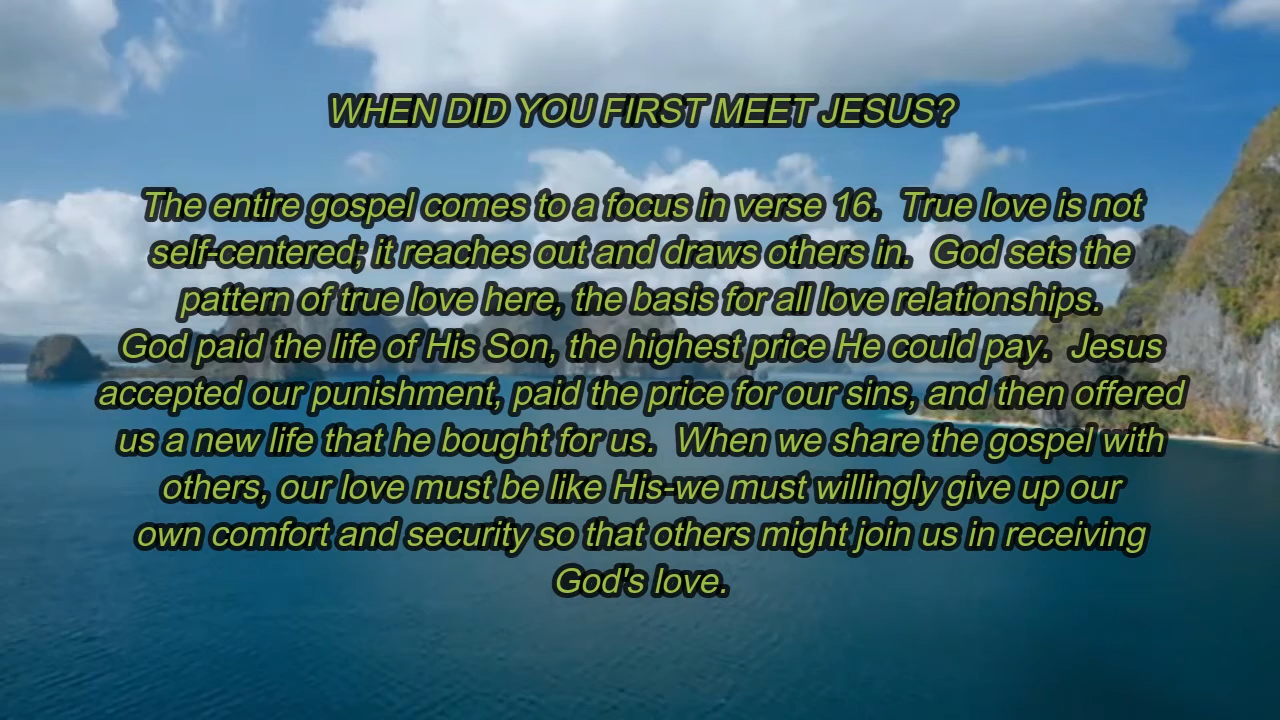 WHEN DID YOU FIRST MEET JESUS?
The entire gospel comes to a focus in verse 16.  True love is not
self-centered; it reaches out and draws others in.  God sets the
pattern of true love here, the basis for all love relationships.
God paid the life of His Son, the highest price He could pay.  Jesus
accepted our punishment, paid the price for our sins, and then offered
us a new life that he bought for us.  When we share the gospel with
others, our love must be like His-we must willingly give up our
own comfort and security so that others might join us in receiving
God's love.